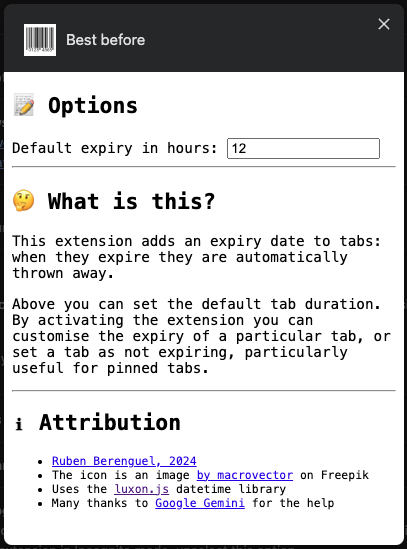 Best before
📝 Options
Default expiry in hours: 12
🤔 What is this?
This extension adds an expiry date to tabs:
when they expire they are automatically
thrown away.
Above you can set the default tab duration.
By activating the extension you can
customise the expiry of a particular tab, or
set a tab as not expiring, particularly
useful for pinned tabs.
ℹ Attribution
• Ruben Berenguel, 2024
• The icon is an image by macrovector on Freepik
• Uses the luxon.js datetime library
• Many thanks to Google Gemini for the help